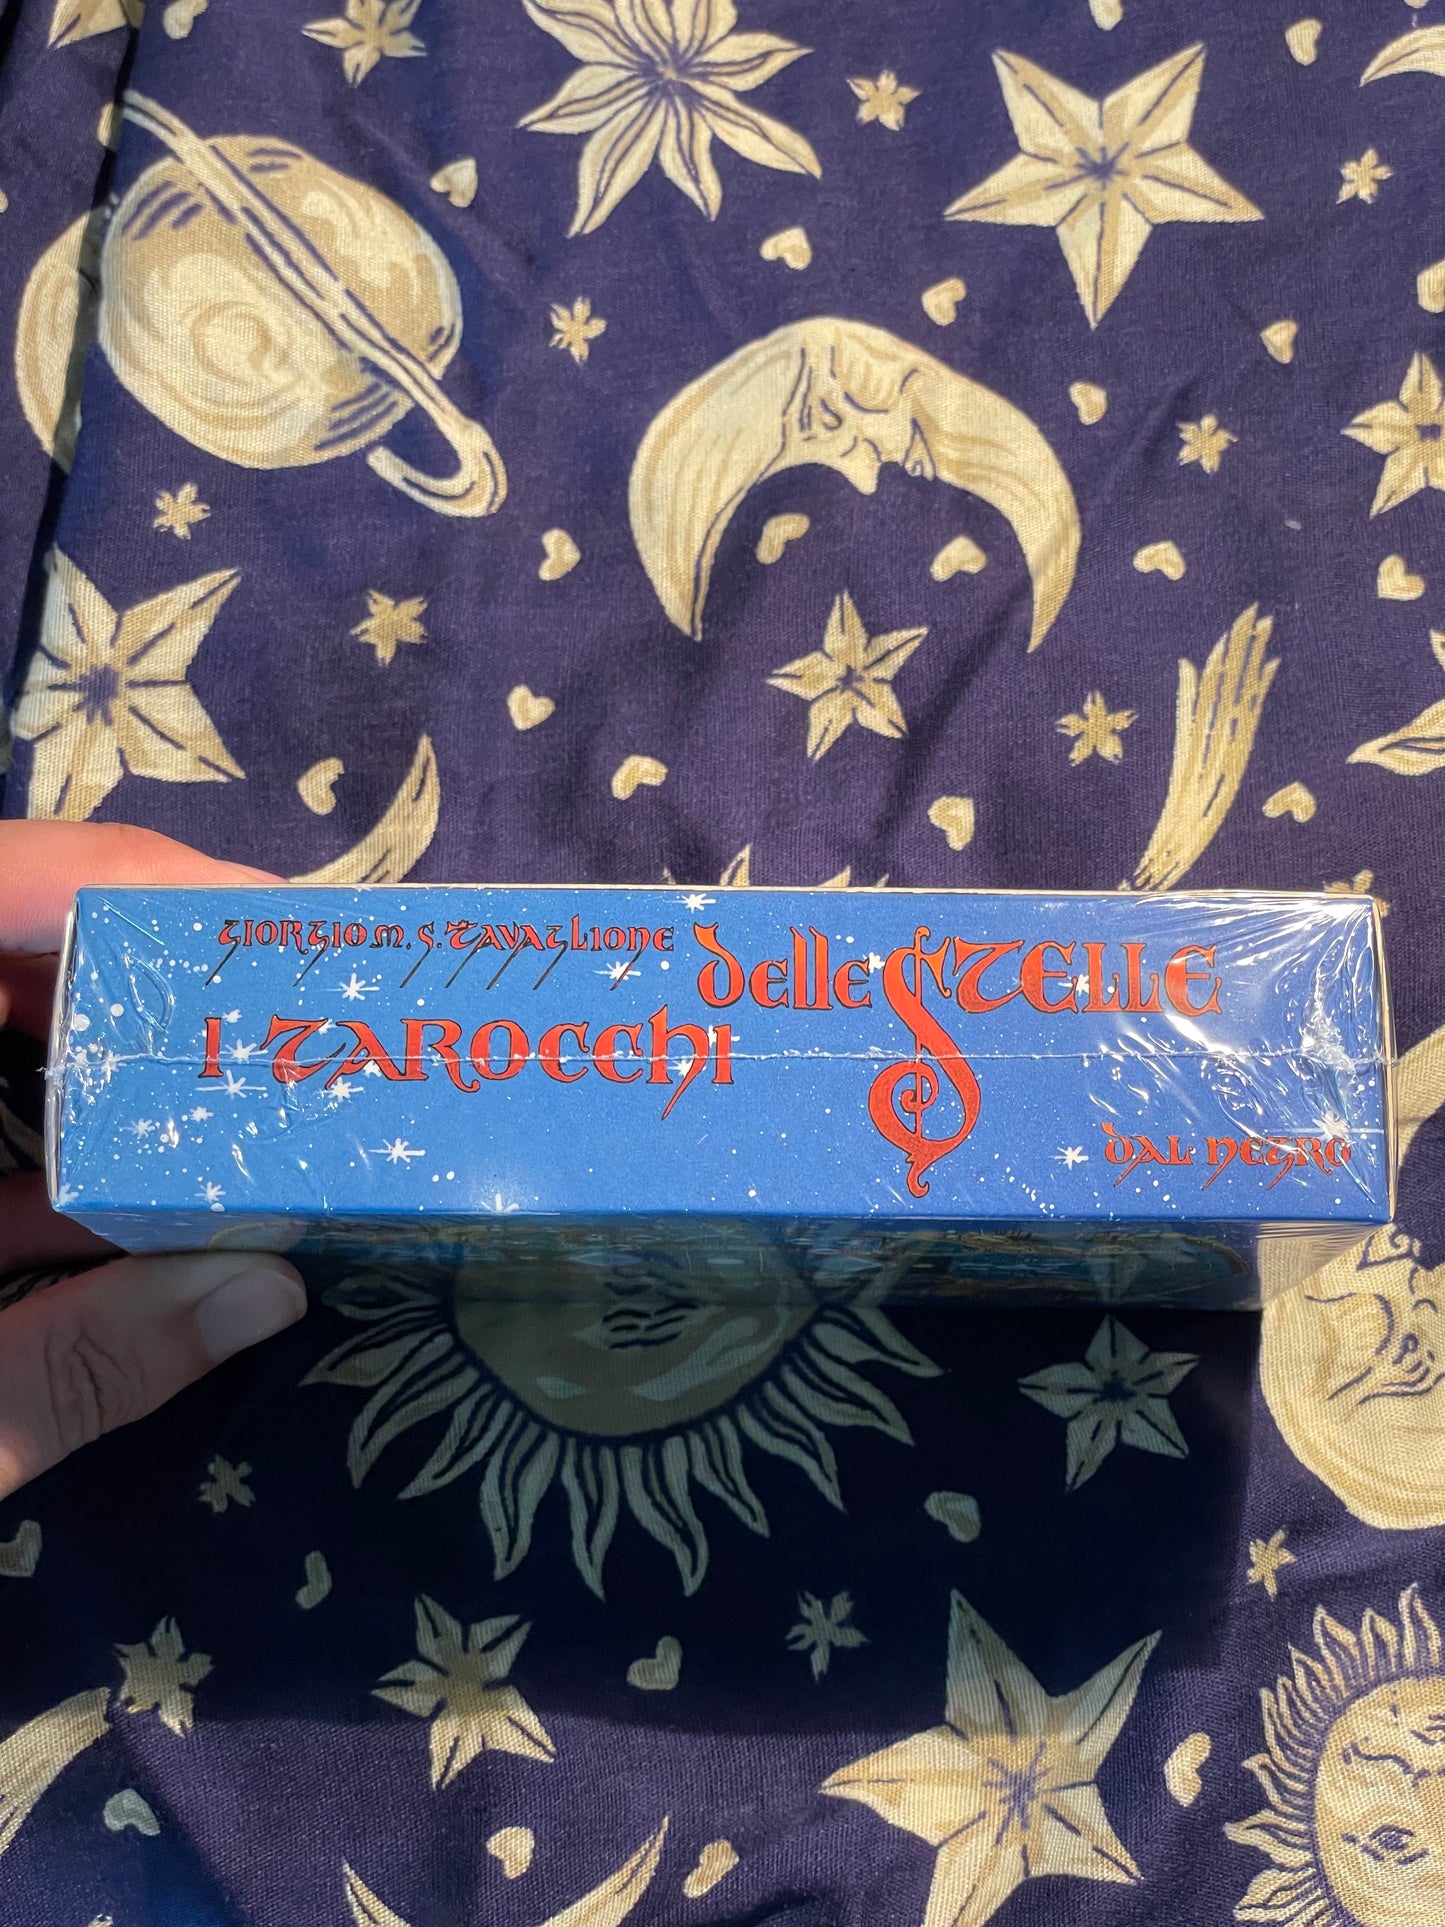 GIORGIO M. S. TAVAGLIONE
I TAROCCHI delle STELLE
DAL NEGRO